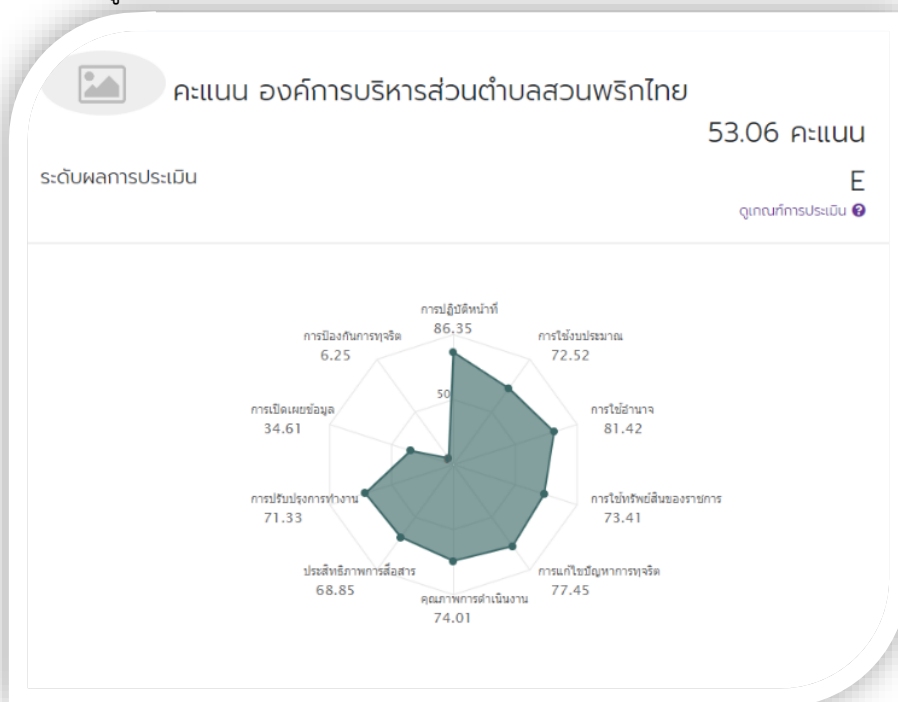 คะแนน องค์การบริหารส่วนตำบลสวนพริกไทย
53.06 คะแนน
ระดับผลการประเมิน
E
ดูเกณฑ์การประเมิน ?
การปฏิบัติหน้าที่
86.35
การป้องกันการทุจริต
6.25
การใช้งบประมาณ
72.52
50
การเปิดเผยข้อมูล
34.61
การใช้อำนาจ
81.42
การปรับปรุงการทำงาน
71.33
การใช้ทรัพย์สินของราชการ
73.41
ประสิทธิภาพการสื่อสาร
68.85
การแก้ไขปัญหาการทุจริต
77.45
คุณภาพการดำเนินงาน
74.01